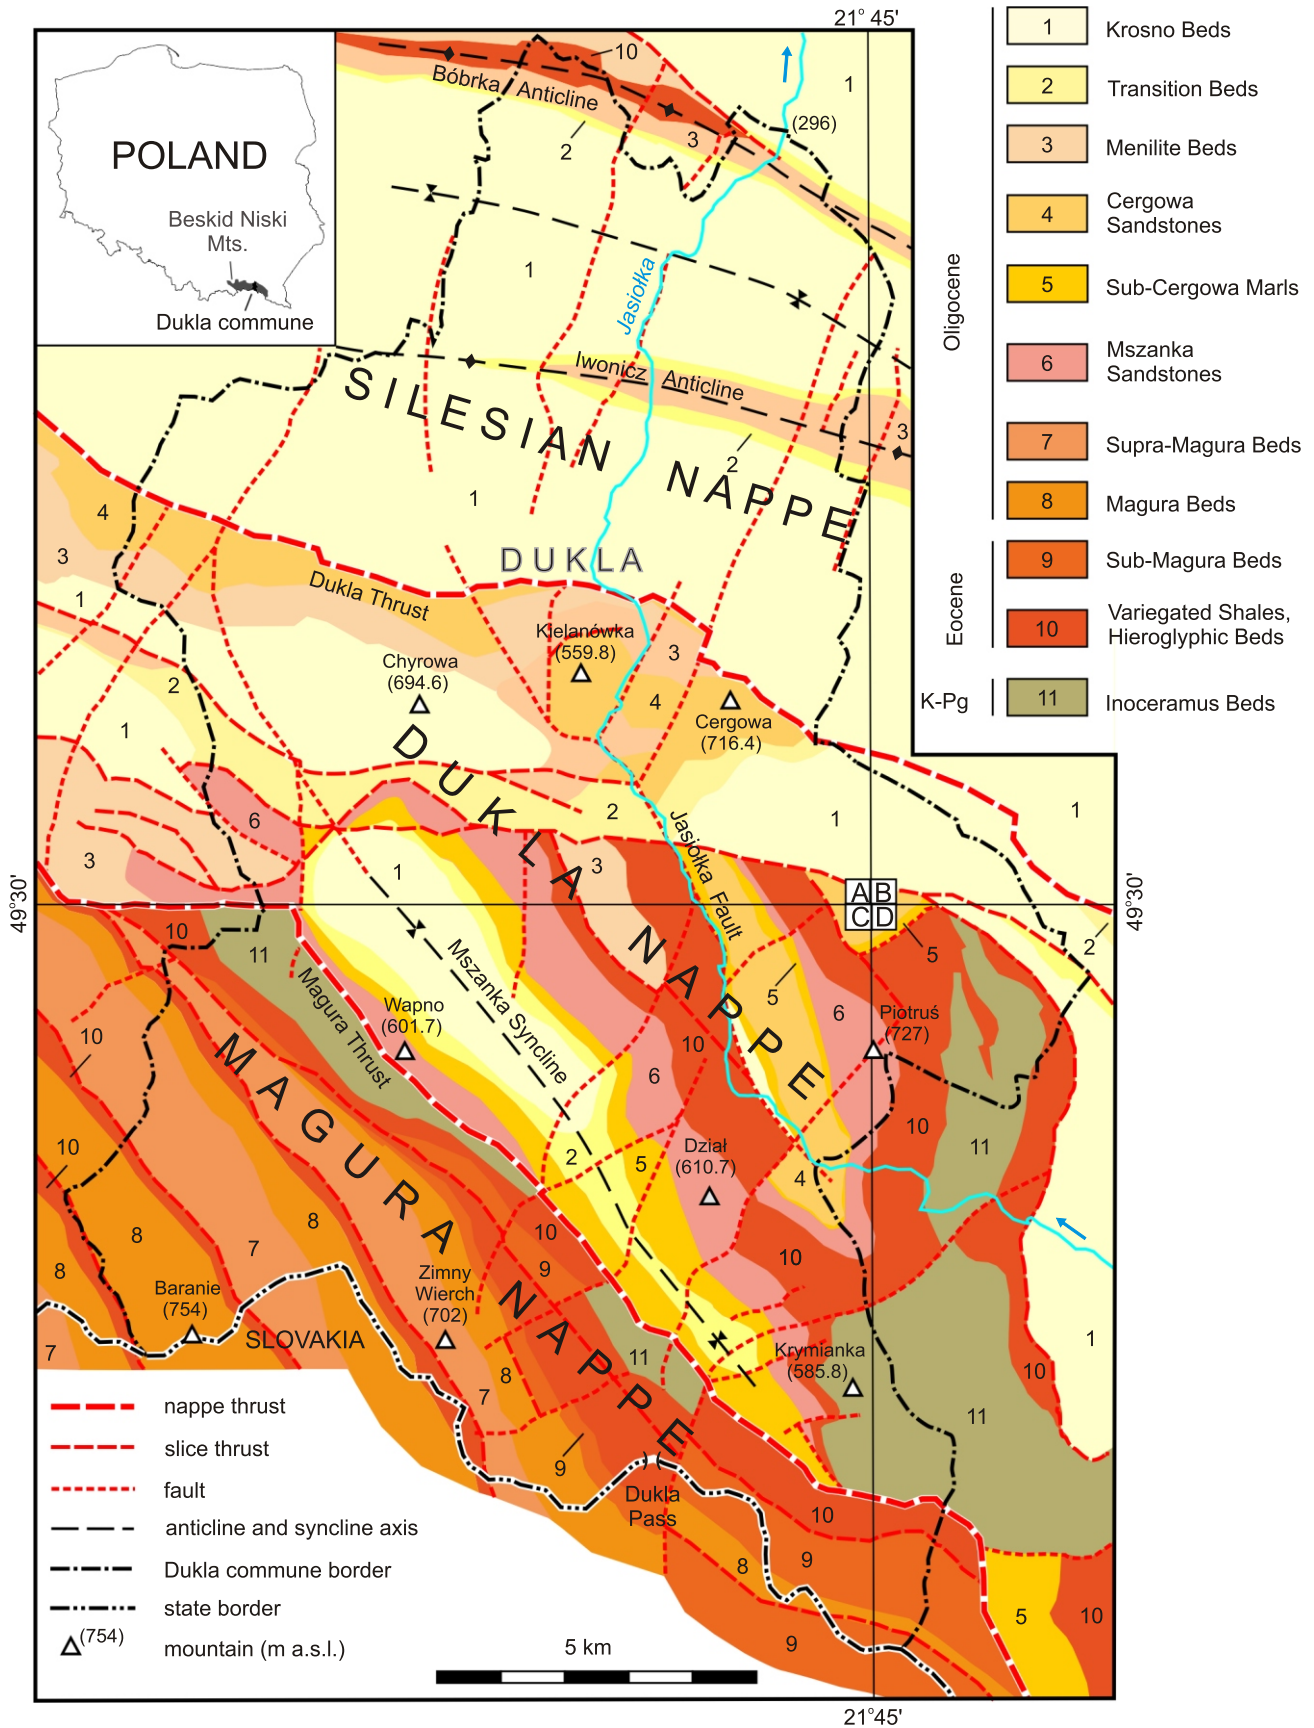 21° 45'
POLAND
Beskid Niski
Mts.
Dukla commune
10
Bóbrka Anticline
2
3
(296)
1
1
Jasiołka
Iwonicz Anticline
3
2
SILESIAN NAPPE
1
4
3
1
DUKLA
Dukla Thrust
Kielanówka
(559.8)
3
Chyrowa
(694.6)
4
Cergowa
(716.4)
2
1
DUKLA NAPPE
6
2
1
1
3
1
3
Jasiołka Fault
A B
C D
49°30'
49°30'
10
11
5
2
Mszanka Syncline
Magura Thrust
Wapno
(601.7)
5
6
Piotruś
(727)
10
10
6
10
11
MAGURA NAPPE
10
2
5
Dział
(610.7)
4
8
8
7
10
10
9
8
Baranie
(754)
Zimny
Wierch
(702)
SLOVAKIA
7
11
Krymianka
(585.8)
1
10
7
8
11
9
Dukla
Pass
10
9
8
5
10
9
nappe thrust
slice thrust
fault
anticline and syncline axis
Dukla commune border
state border
(754)
mountain (m a.s.l.)
5 km
21°45'
1 Krosno Beds
2 Transition Beds
3 Menilite Beds
4 Cergowa
Sandstones
5 Sub-Cergowa Marls
6 Mszanka
Sandstones
7 Supra-Magura Beds
8 Magura Beds
Oligocene
9 Sub-Magura Beds
10 Variegated Shales,
Hieroglyphic Beds
Eocene
K-Pg
11 Inoceramus Beds